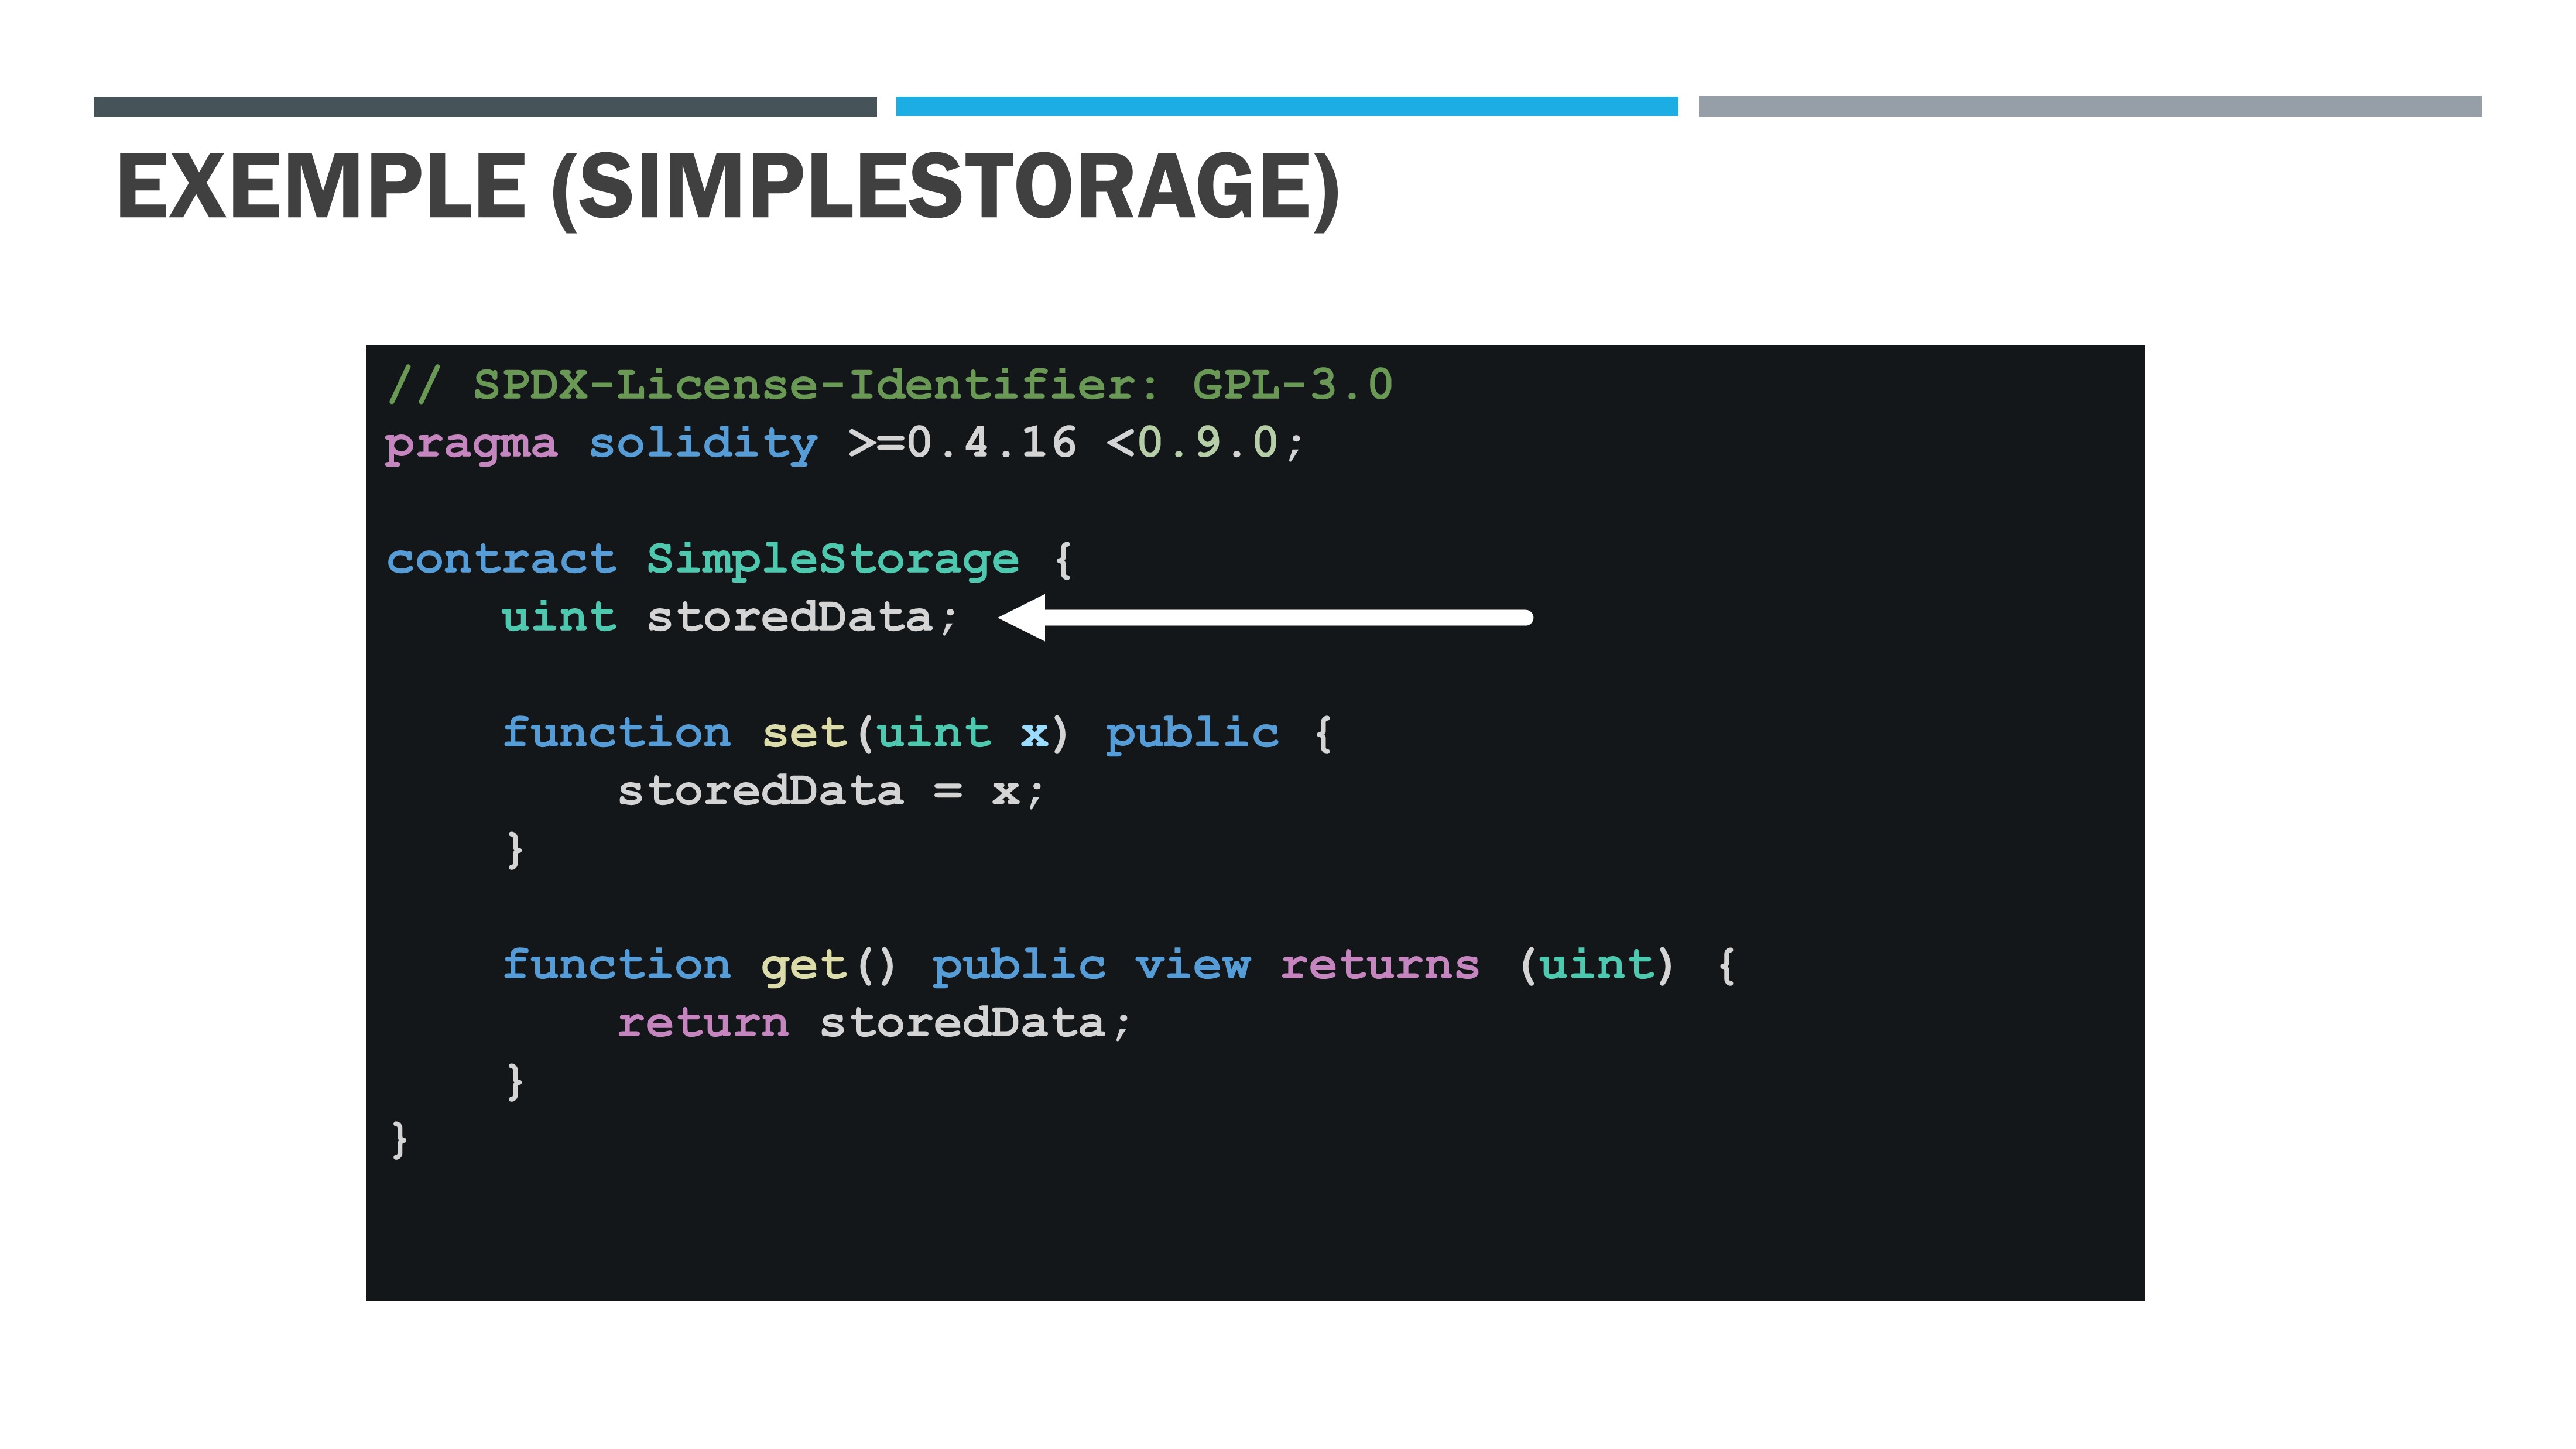 EXEMPLE (SIMPLESTORAGE)
// SPDX-License-Identifier: GPL-3.0
pragma solidity >=0.4.16 <0.9.0;
contract SimpleStorage {
    uint storedData;
    function set(uint x) public {
        storedData = x;
    }
    function get() public view returns (uint) {
        return storedData;
    }
}